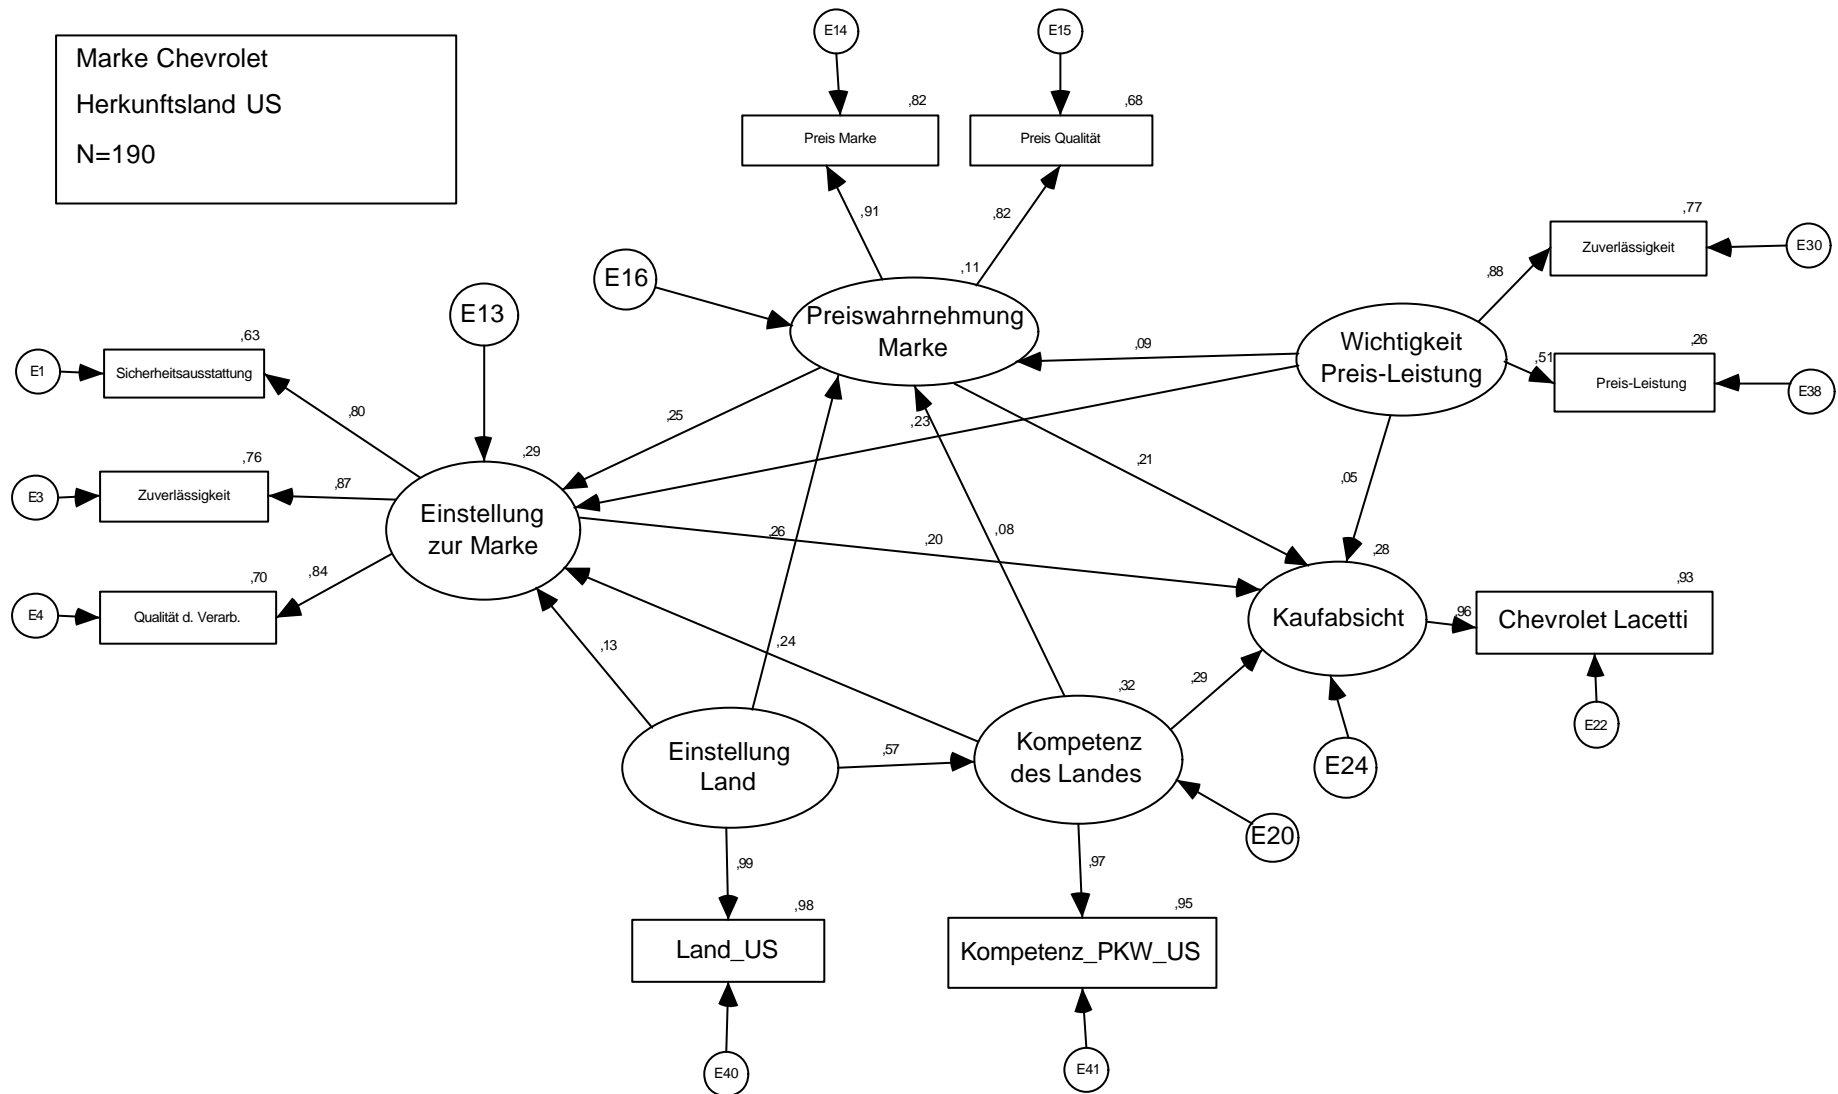 Marke Chevrolet
Herkunftsland US
N=190
E14
E15
,82
,68
Preis Marke
Preis Qualität
,91
,82
,77
Zuverlässigkeit
E30
,88
E16
,11
Preiswahrnehmung
Marke
E13
,09
Wichtigkeit
Preis-Leistung
,51
,26
Preis-Leistung
E38
,63
E1
Sicherheitsausstattung
,80
,25
,23
,21
,05
,29
,76
E3
Zuverlässigkeit
,87
Einstellung
zur Marke
,26
,20
,08
,28
,70
,84
E4
Qualität d. Verarb.
Kaufabsicht
,96
,93
Chevrolet Lacetti
,13
,24
,29
,32
E22
Einstellung
Land
,57
Kompetenz
des Landes
E24
E20
,99
,97
,98
,95
Land_US
Kompetenz_PKW_US
E40
E41